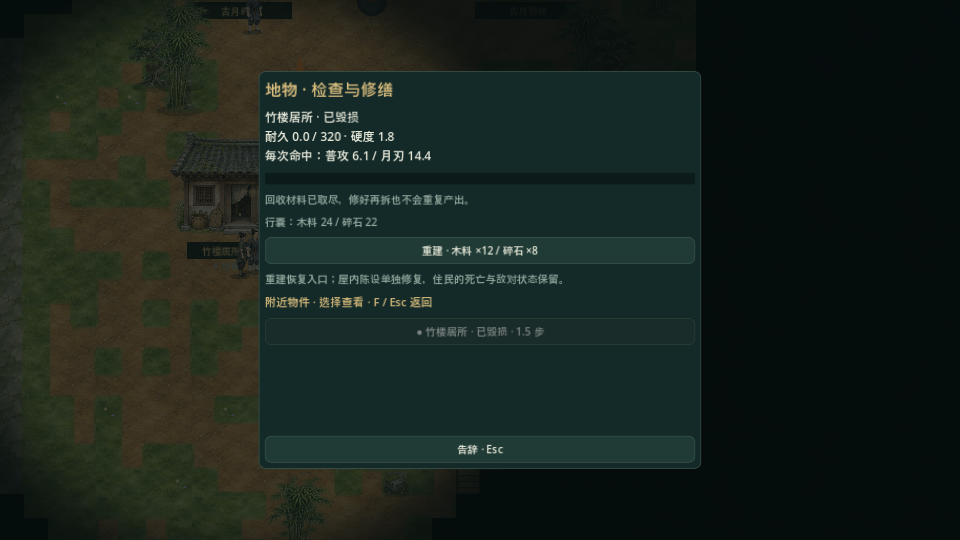 古月
地物 · 检查与修缮
竹楼居所 · 已毁损
耐久 0.0 / 320 · 硬度 1.8
每次命中：普攻 6.1 / 月刃 14.4
回收材料已取尽，修好再拆也不会重复产出。
行囊：木料 24 / 碎石 22
重建 · 木料 ×12 / 碎石 ×8
竹楼居所
重建恢复入口；屋内陈设单独修复，住民的死亡与敌对状态保留。
附近物件 · 选择查看 · F / Esc 返回
● 竹楼居所 · 已毁损 · 1.5 步
告辞 · Esc